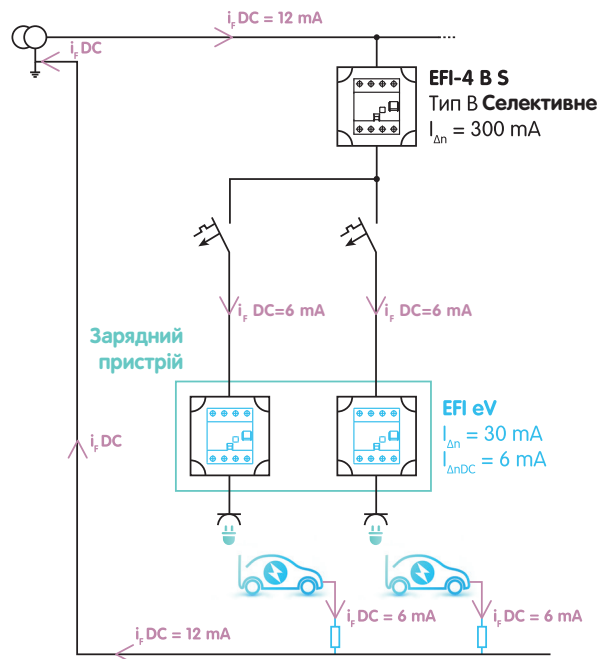 iF DC = 12 mA
iF DC
EFI-4 B S
Тип B Селективне
IΔn = 300 mA
iF DC=6 mA
iF DC=6 mA
Зарядний
пристрій
EFI eV
IΔn = 30 mA
IΔnDC = 6 mA
iF DC
iF DC = 6 mA
iF DC = 6 mA
iF DC = 12 mA